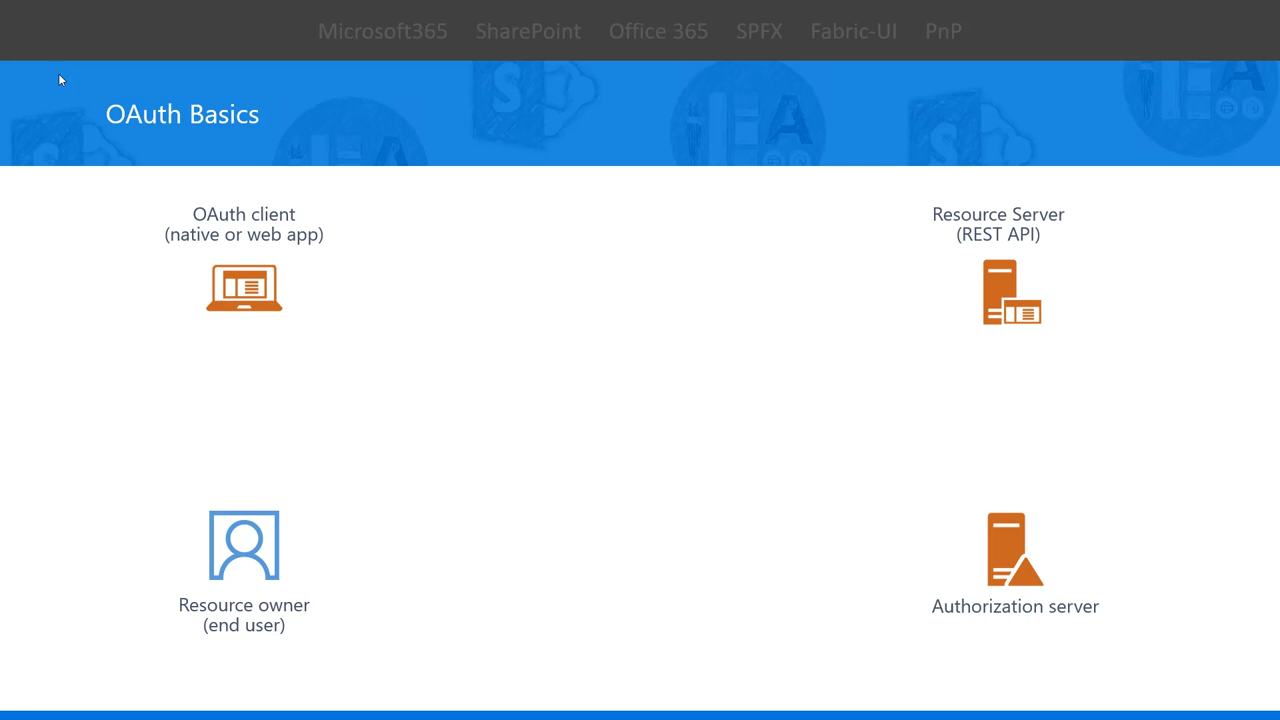 Microsoft365 SharePoint Office 365 SPFX Fabric-UI PnP
OAuth Basics
OAuth client
(native or web app)
Resource Server
(REST API)
Resource owner
(end user)
Authorization server